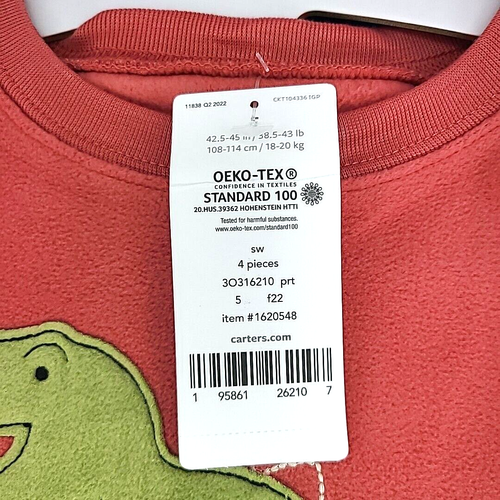 11838 Q2 2022
CKT104336 IGP
42.5-45 in / 38.5-43 lb
108-114 cm / 18-20 kg
OEKO-TEX®
CONFIDENCE IN TEXTILES
STANDARD 100
20.HUS.39362 HOHENSTEIN HTTI
Tested for harmful substances.
www.oeko-tex.com/standard100
sw
4 pieces
3O316210 prt
5 f22
item #1620548
carters.com
1 95861 26210 7